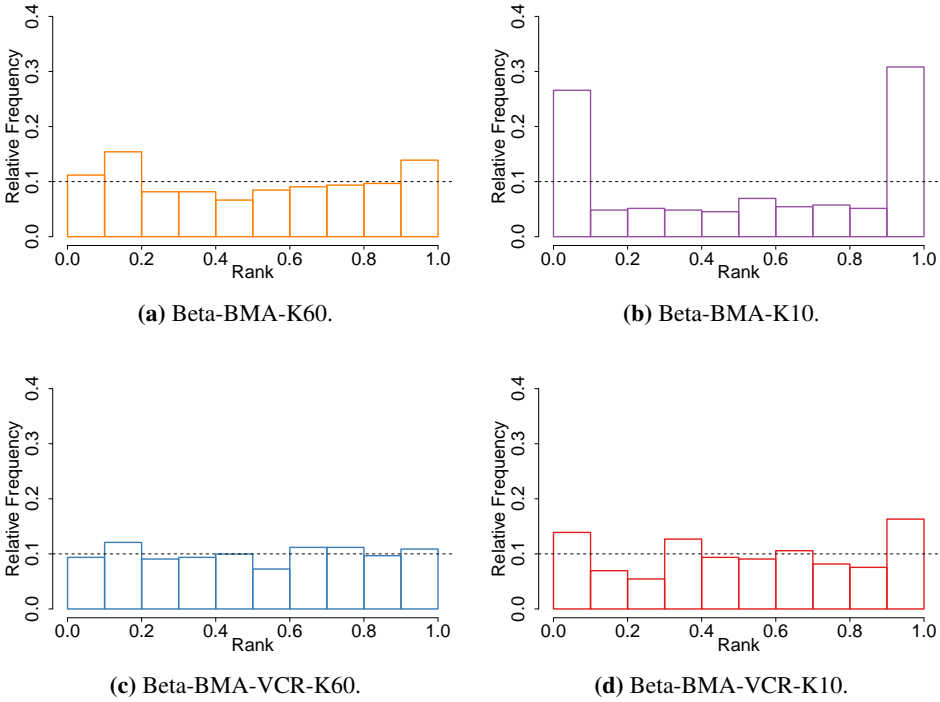 0.0 0.1 0.2 0.3 0.4
Relative Frequency
0.0 0.2 0.4 0.6 0.8 1.0
Rank
(a) Beta-BMA-K60.
0.0 0.1 0.2 0.3 0.4
Relative Frequency
0.0 0.2 0.4 0.6 0.8 1.0
Rank
(b) Beta-BMA-K10.
0.0 0.1 0.2 0.3 0.4
Relative Frequency
0.0 0.2 0.4 0.6 0.8 1.0
Rank
(c) Beta-BMA-VCR-K60.
0.0 0.1 0.2 0.3 0.4
Relative Frequency
0.0 0.2 0.4 0.6 0.8 1.0
Rank
(d) Beta-BMA-VCR-K10.